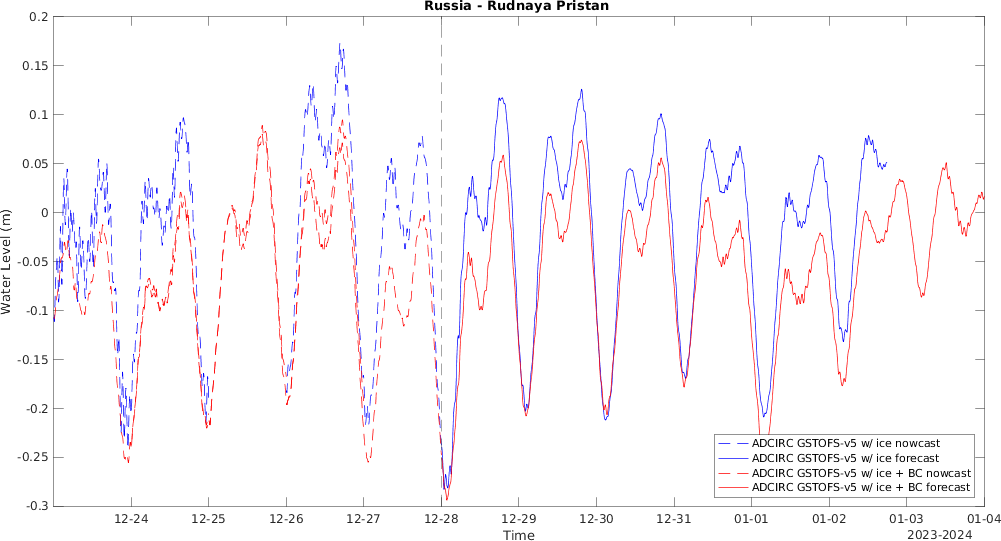 Russia - Rudnaya Pristan
0.2
0.15
0.1
0.05
0
-0.05
-0.1
-0.15
-0.2
-0.25
-0.3
Water Level (m)
ADCIRC GSTOFS-v5 w/ ice nowcast
ADCIRC GSTOFS-v5 w/ ice forecast
ADCIRC GSTOFS-v5 w/ ice + BC nowcast
ADCIRC GSTOFS-v5 w/ ice + BC forecast
12-24 12-25 12-26 12-27 12-28 12-29 12-30 12-31 01-01 01-02 01-03 01-04
Time
2023-2024